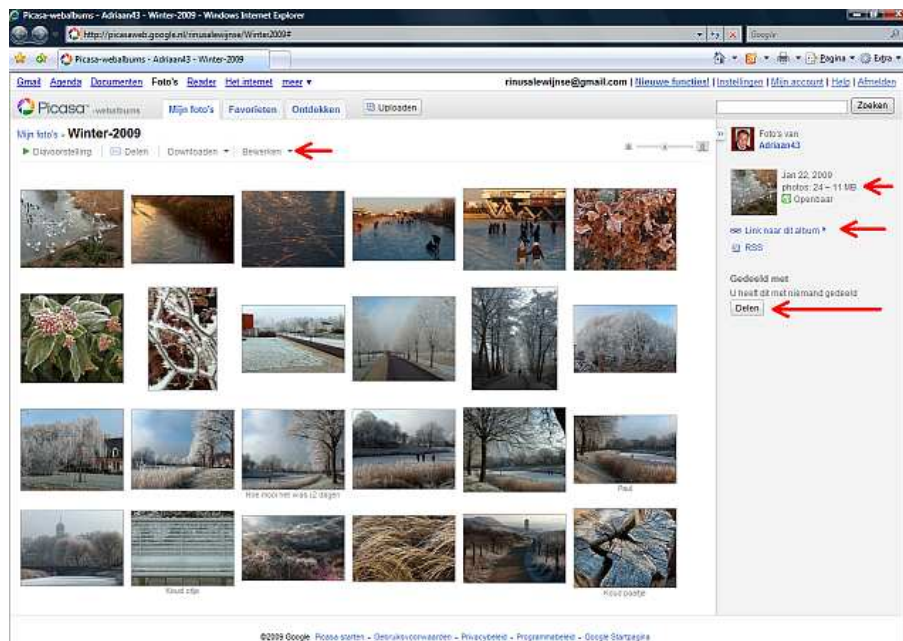 Picasa-webalbums - Adriaan43 - Winter-2009 - Windows Internet Explorer
http://picasaweb.google.nl/rinusalewijnse/Winter2009#
Google
Picasa-webalbums - Adriaan43 - Winter-2009
Pagina
Extra
Gmail Agenda Documenten Foto's Reader Het internet meer ▼
rinusalewijnse@gmail.com | Nieuwe functies! | Instellingen | Mijn account | Help | Afmelden
Picasa™ webalbums
Mijn foto's Favorieten Ontdekken Uploaden
Zoeken
Mijn foto's > Winter-2009
Diavoorstelling Delen Downloaden Bewerken
Foto's van
Adriaan43
Jan 22, 2009
photos: 24 – 11 MB
Openbaar
Link naar dit album
RSS
Gedeeld met
U heeft dit met niemand gedeeld
Delen
Hoe mooi het was i2 dagen
Koud zitje
Koud paaltje
©2009 Google Picasa starten - Gebruiksvoorwaarden - Privacybeleid - Programmabeleid - Google Startpagina